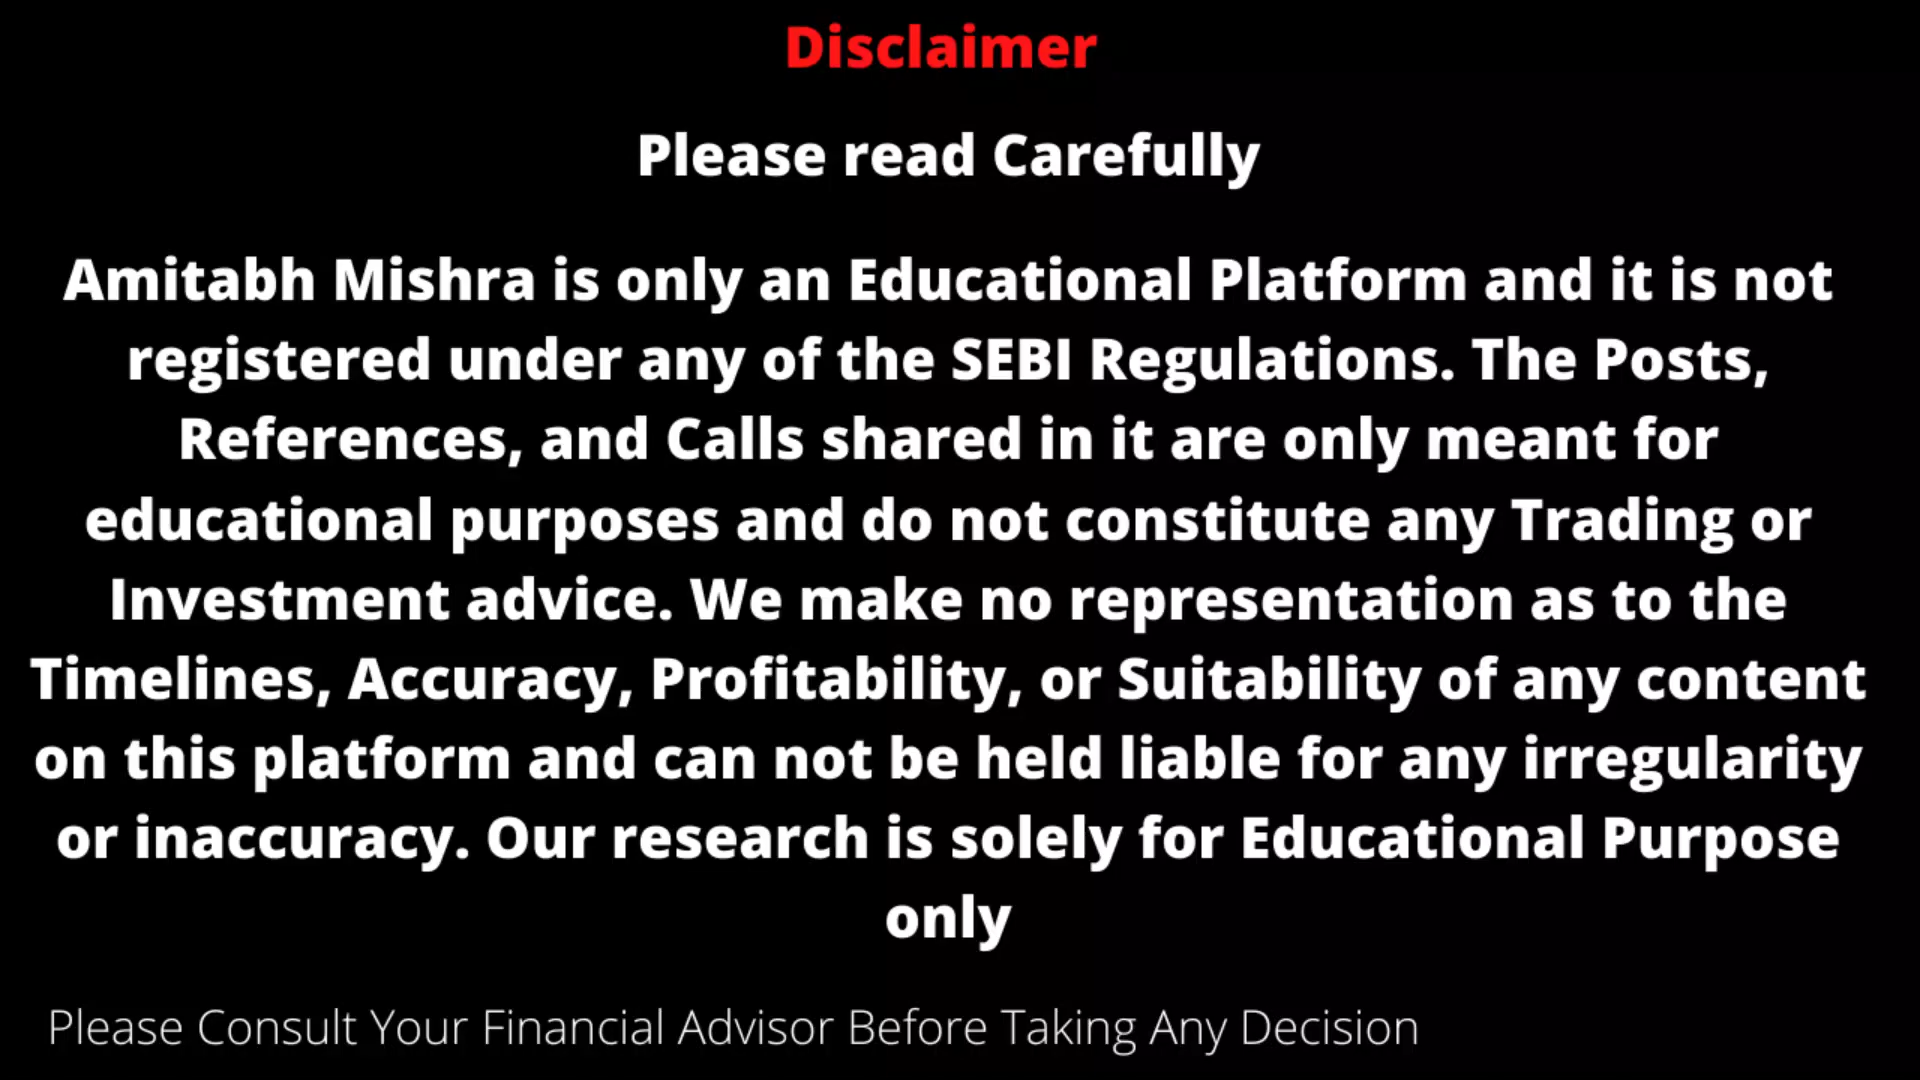 Disclaimer
Please read Carefully
Amitabh Mishra is only an Educational Platform and it is not
registered under any of the SEBI Regulations. The Posts,
References, and Calls shared in it are only meant for
educational purposes and do not constitute any Trading or
Investment advice. We make no representation as to the
Timelines, Accuracy, Profitability, or Suitability of any content
on this platform and can not be held liable for any irregularity
or inaccuracy. Our research is solely for Educational Purpose
only
Please Consult Your Financial Advisor Before Taking Any Decision